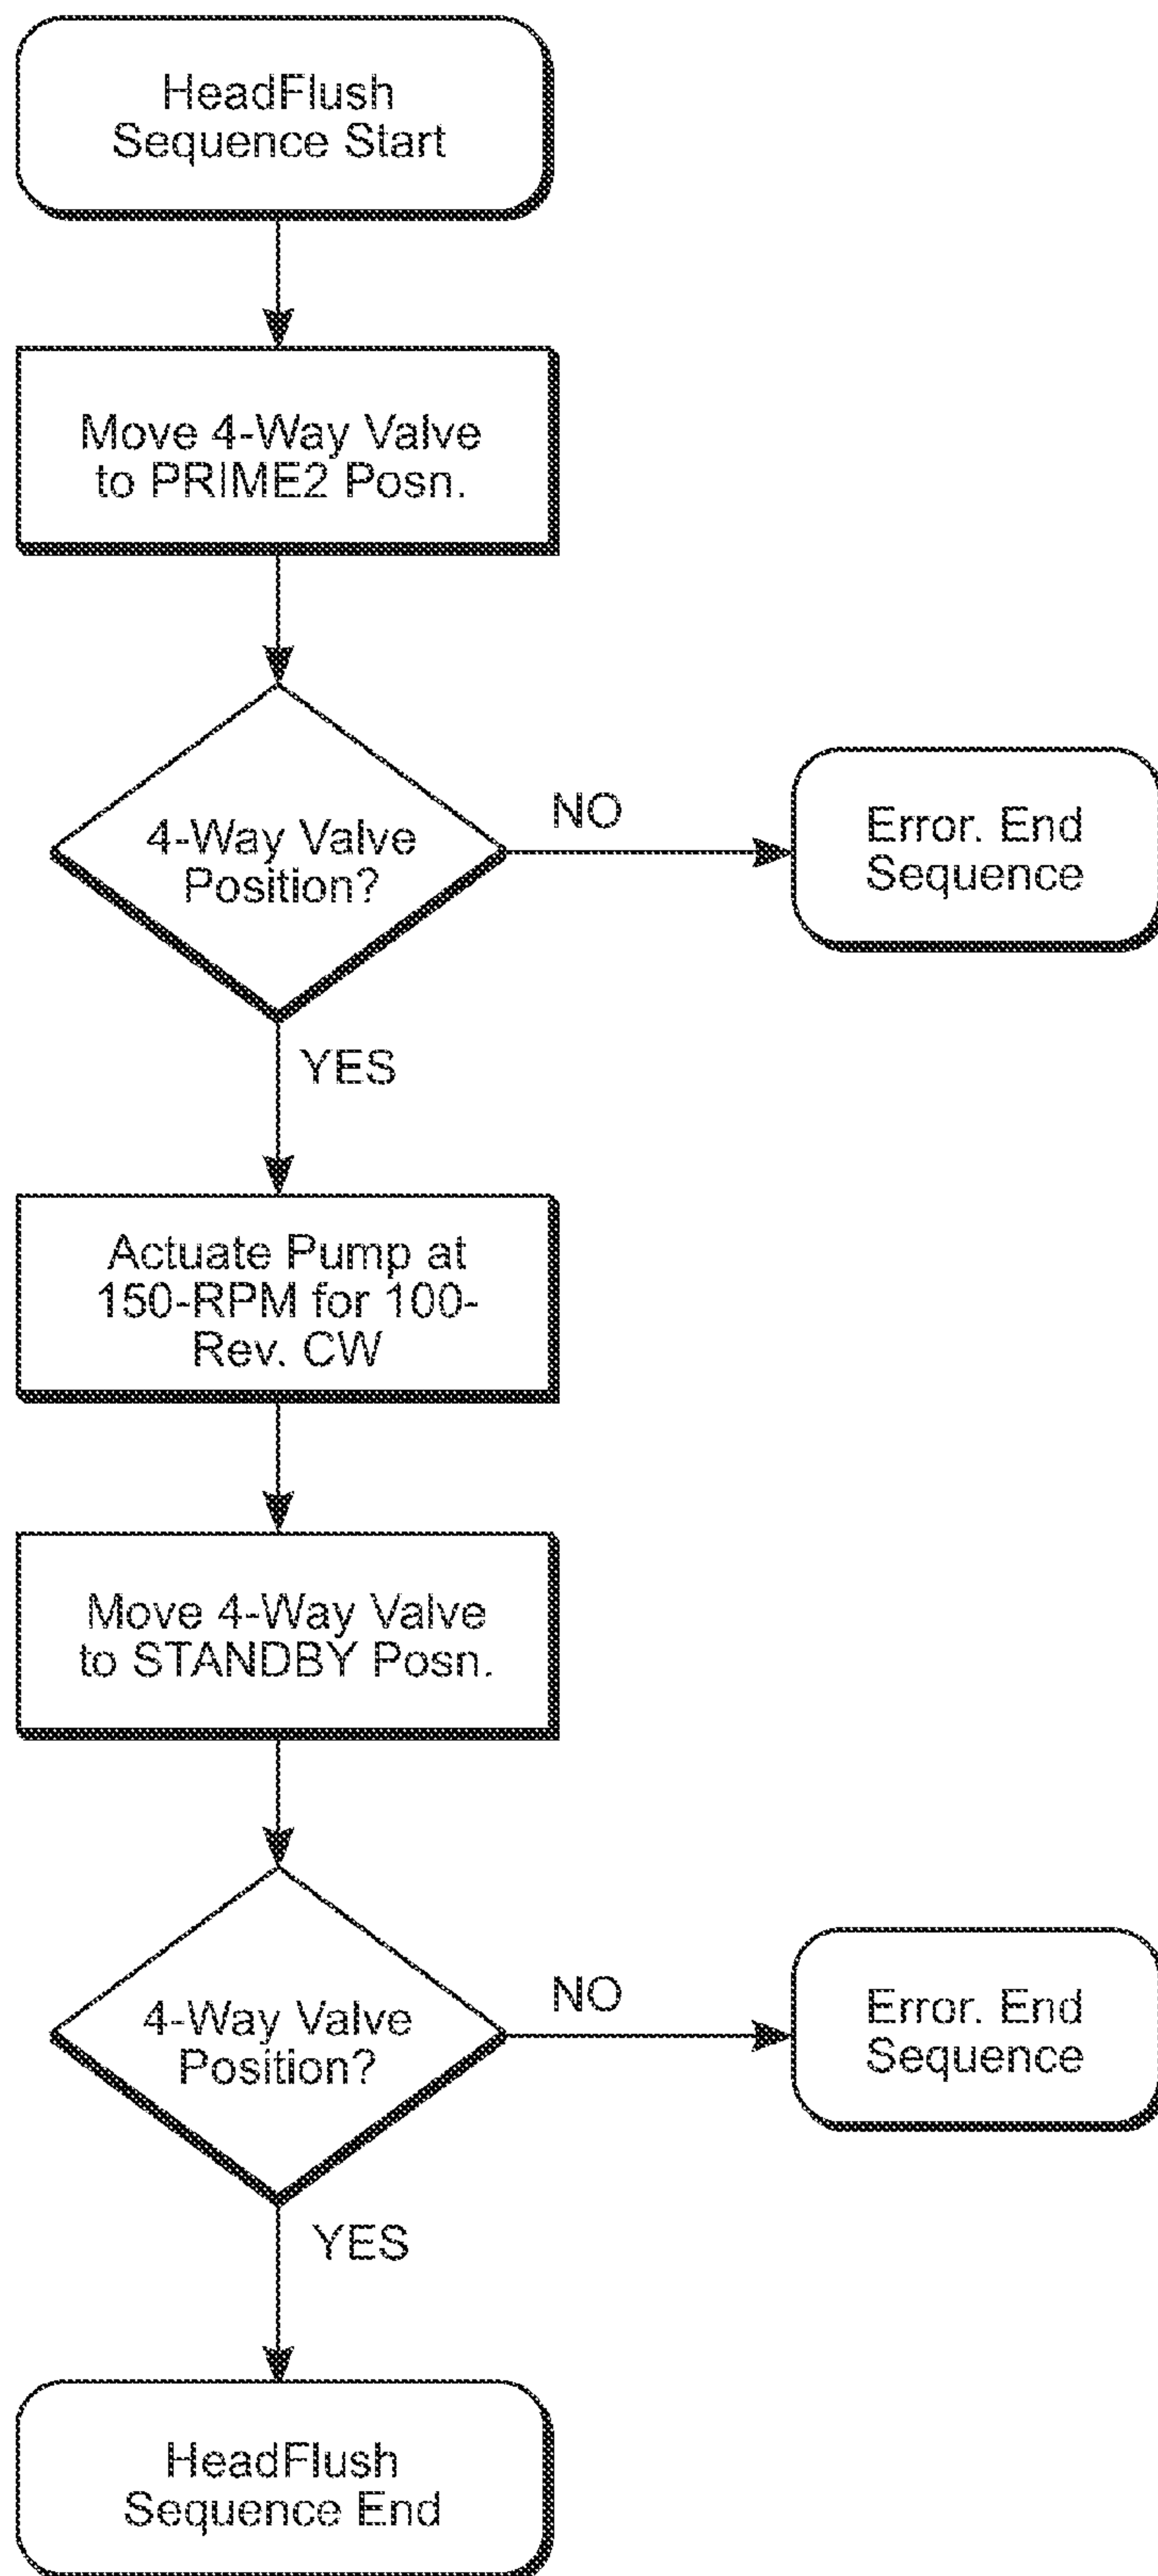 HeadFlush
Sequence Start
Move 4-Way Valve
to PRIME2 Posn.
4-Way Valve
Position?
NO
Error. End
Sequence
YES
Actuate Pump at
150-RPM for 100-
Rev. CW
Move 4-Way Valve
to STANDBY Posn.
4-Way Valve
Position?
NO
Error. End
Sequence
YES
HeadFlush
Sequence End